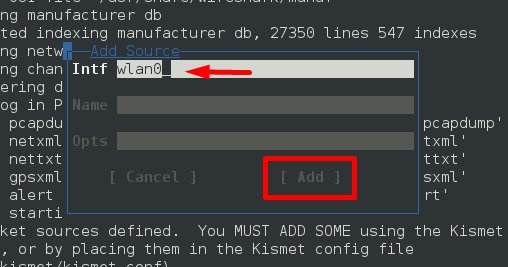 ng manufacturer db
ted indexing manufacturer db, 27350 lines 547 indexes
ng netw
Add Source
ng chan
Intf wlan0_
ering d
og in P
Name
pcapdu
pcapdump'
netxml
txml'
nettxt
Opts
ttxt'
gpsxml
[ Cancel ]
[ Add ]
sxml'
alert
rt'
starti
ket sources defined. You MUST ADD SOME using the Kismet
, or by placing them in the Kismet config file
kismet/kismet.conf)